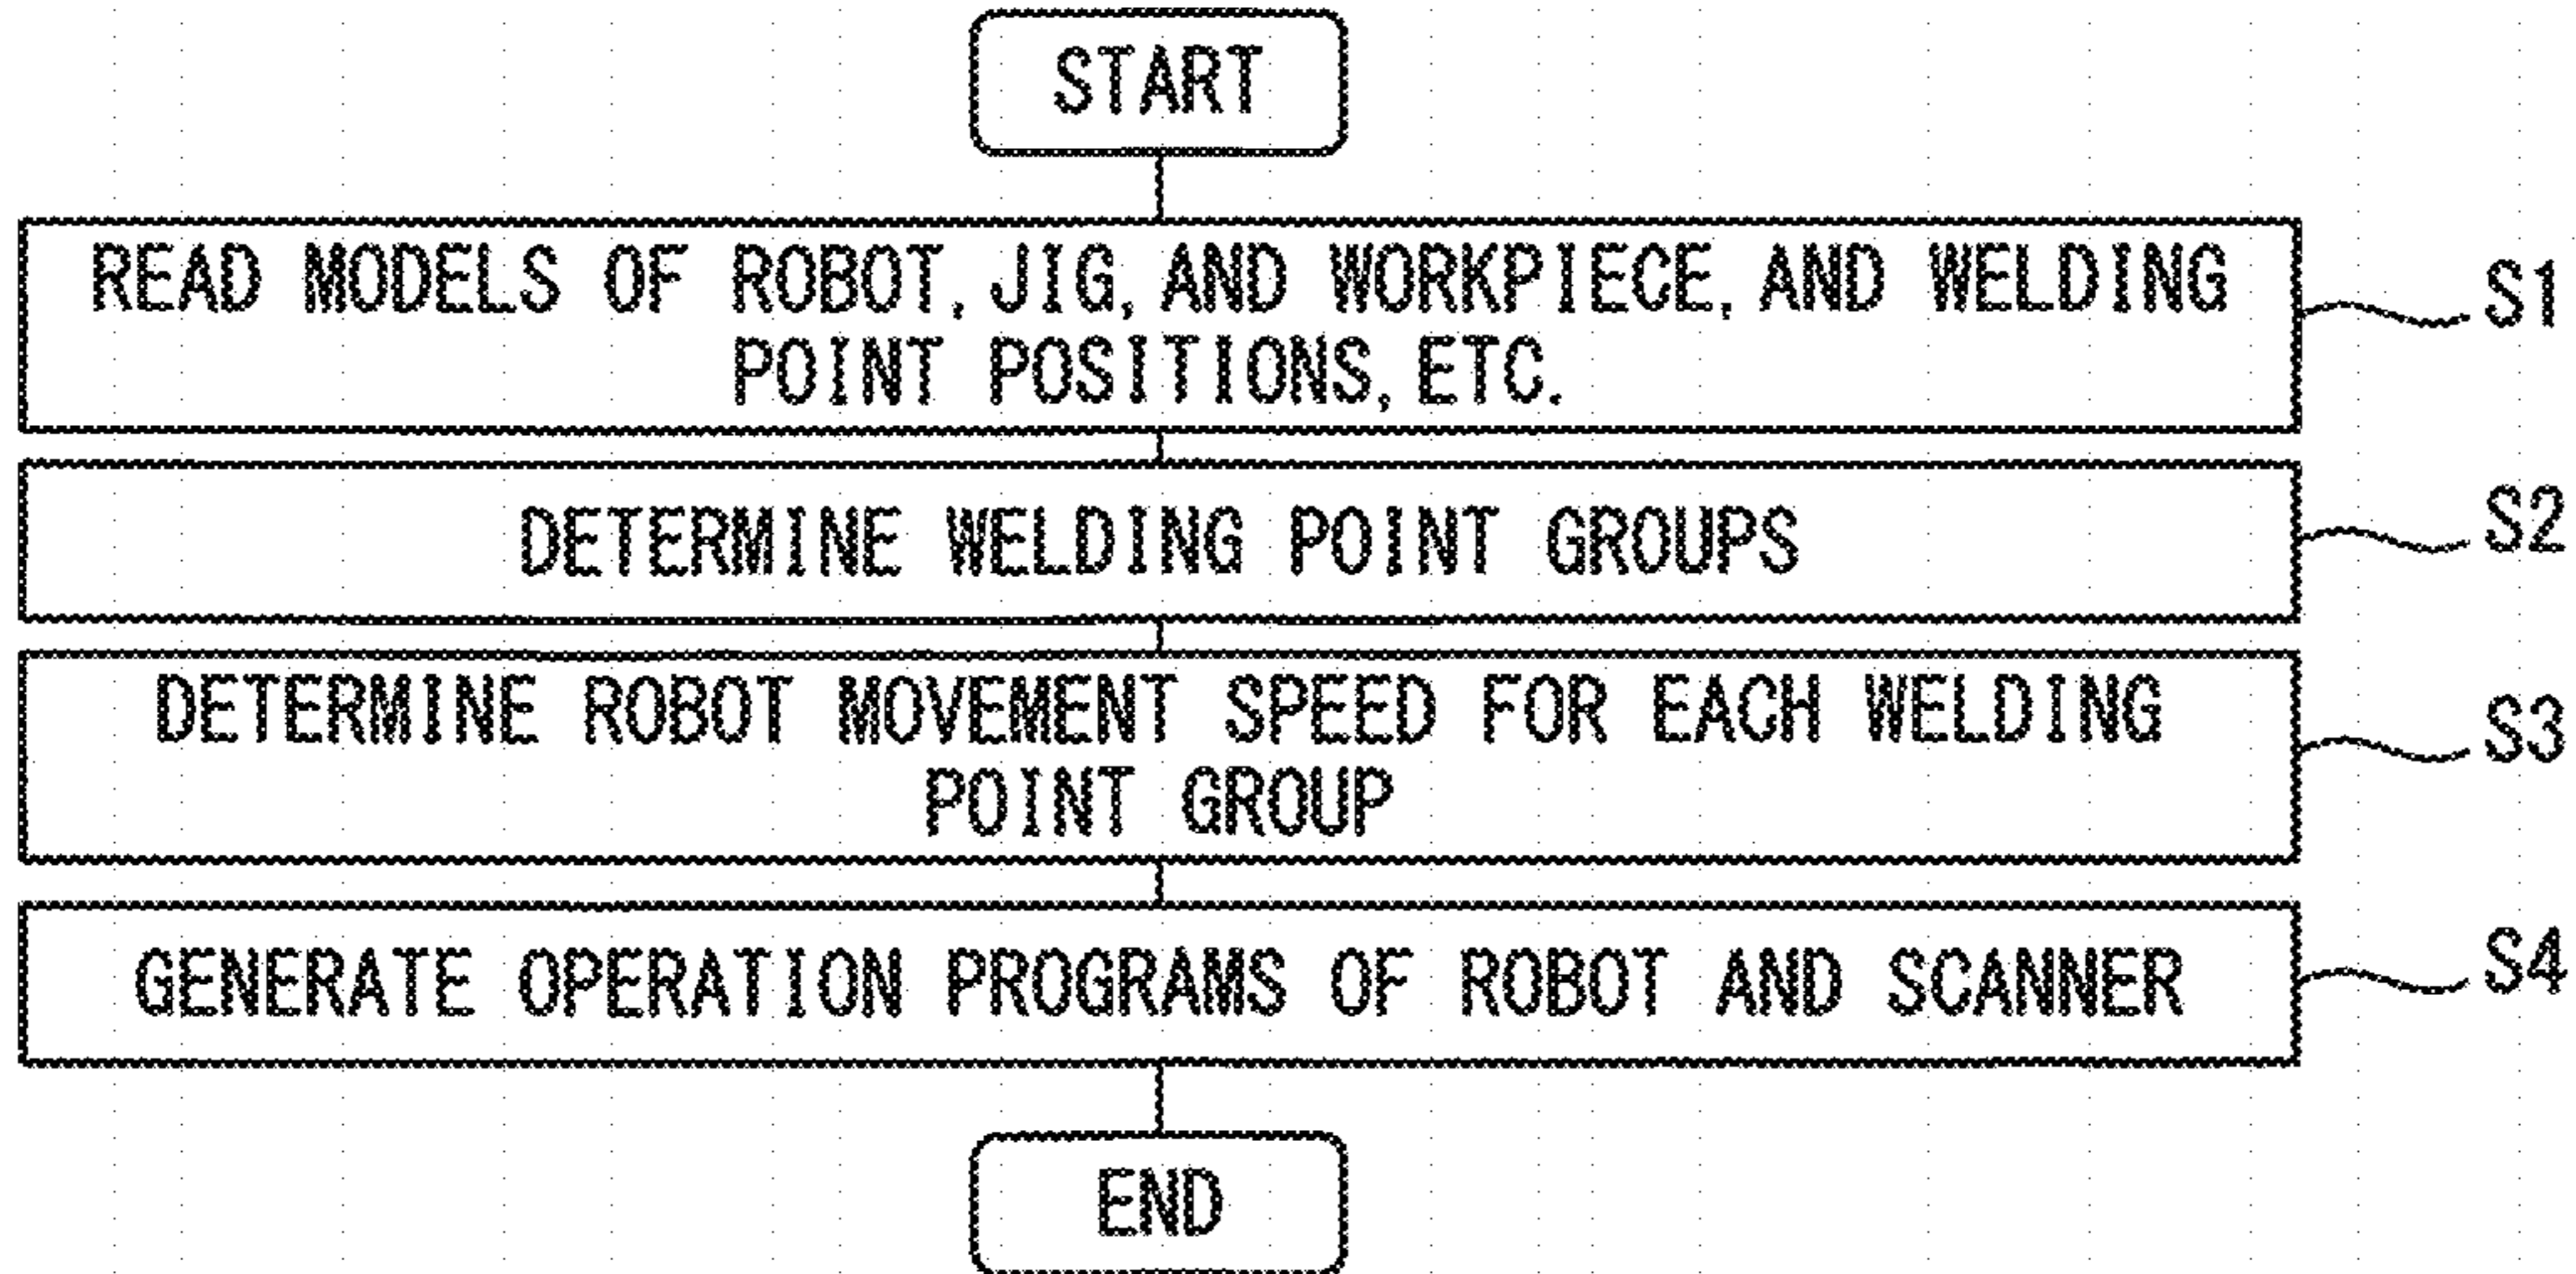 START
READ MODELS OF ROBOT, JIG, AND WORKPIECE, AND WELDING
POINT POSITIONS, ETC.
S1
DETERMINE WELDING POINT GROUPS
S2
DETERMINE ROBOT MOVEMENT SPEED FOR EACH WELDING
POINT GROUP
S3
GENERATE OPERATION PROGRAMS OF ROBOT AND SCANNER
S4
END